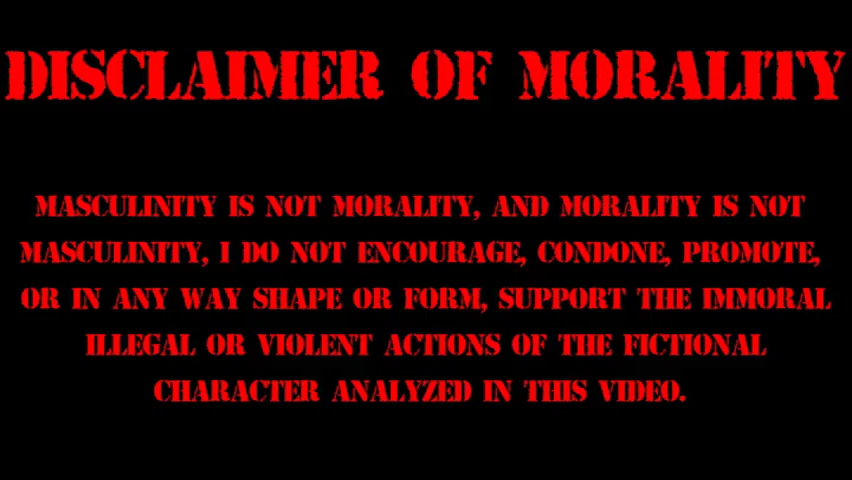 DISCLAIMER OF MORALITY
MASCULINITY IS NOT MORALITY, AND MORALITY IS NOT
MASCULINITY, I DO NOT ENCOURAGE, CONDONE, PROMOTE,
OR IN ANY WAY SHAPE OR FORM, SUPPORT THE IMMORAL
ILLEGAL OR VIOLENT ACTIONS OF THE FICTIONAL
CHARACTER ANALYZED IN THIS VIDEO.